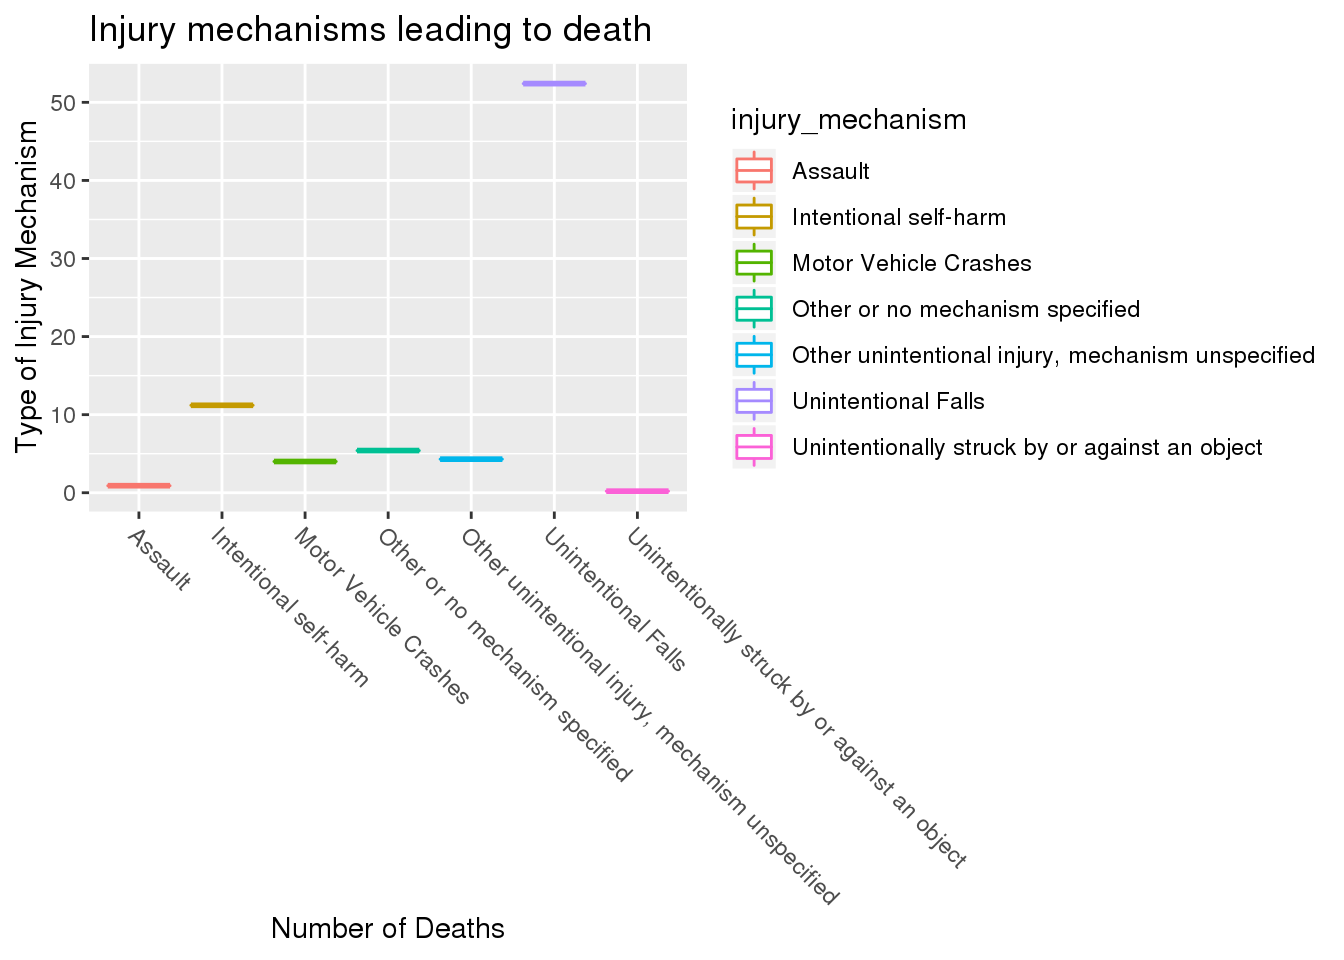 Injury mechanisms leading to death
Type of Injury Mechanism
50
40
30
20
10
0
Assault
Intentional self-harm
Motor Vehicle Crashes
Other or no mechanism specified
Other unintentional injury, mechanism unspecified
Unintentional Falls
Unintentionally struck by or against an object
Number of Deaths
injury_mechanism
Assault
Intentional self-harm
Motor Vehicle Crashes
Other or no mechanism specified
Other unintentional injury, mechanism unspecified
Unintentional Falls
Unintentionally struck by or against an object